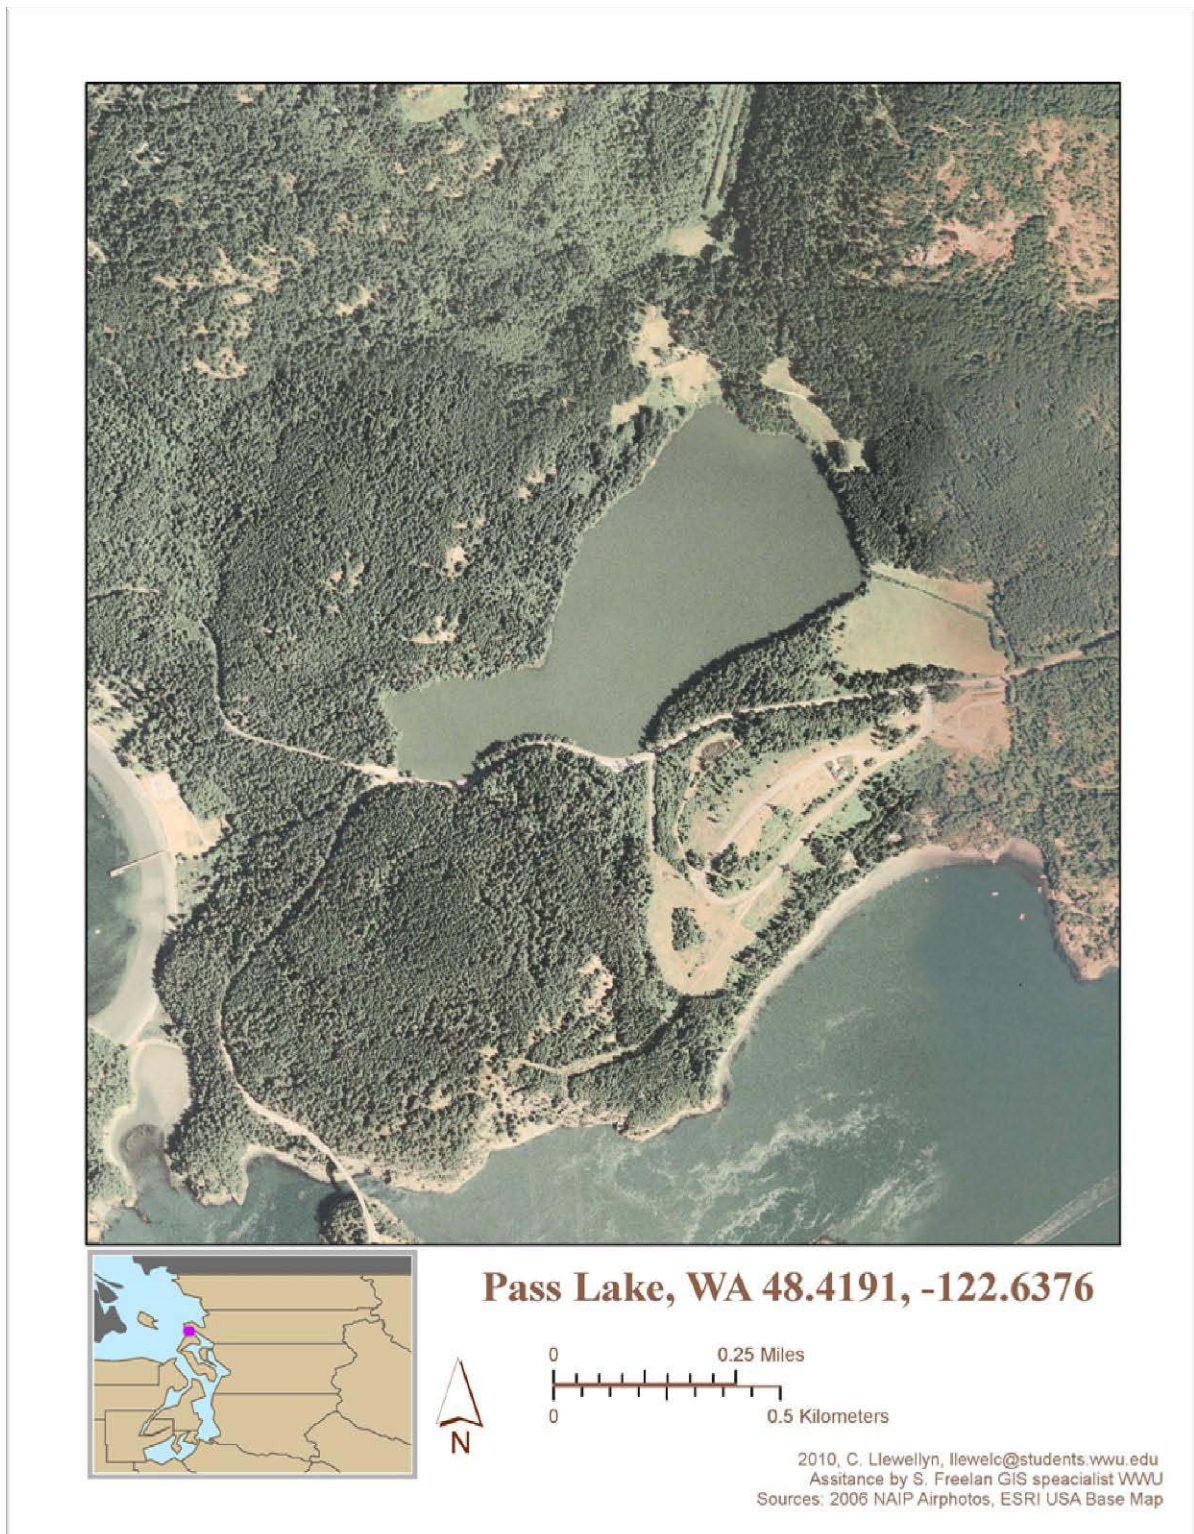 Pass Lake, WA 48.4191, -122.6376
0 0.25 Miles
0 0.5 Kilometers
N
2010, C. Llewellyn, llewelc@students.wwu.edu
Assitance by S. Freelan GIS speacialist WWU
Sources: 2006 NAIP Airphotos, ESRI USA Base Map